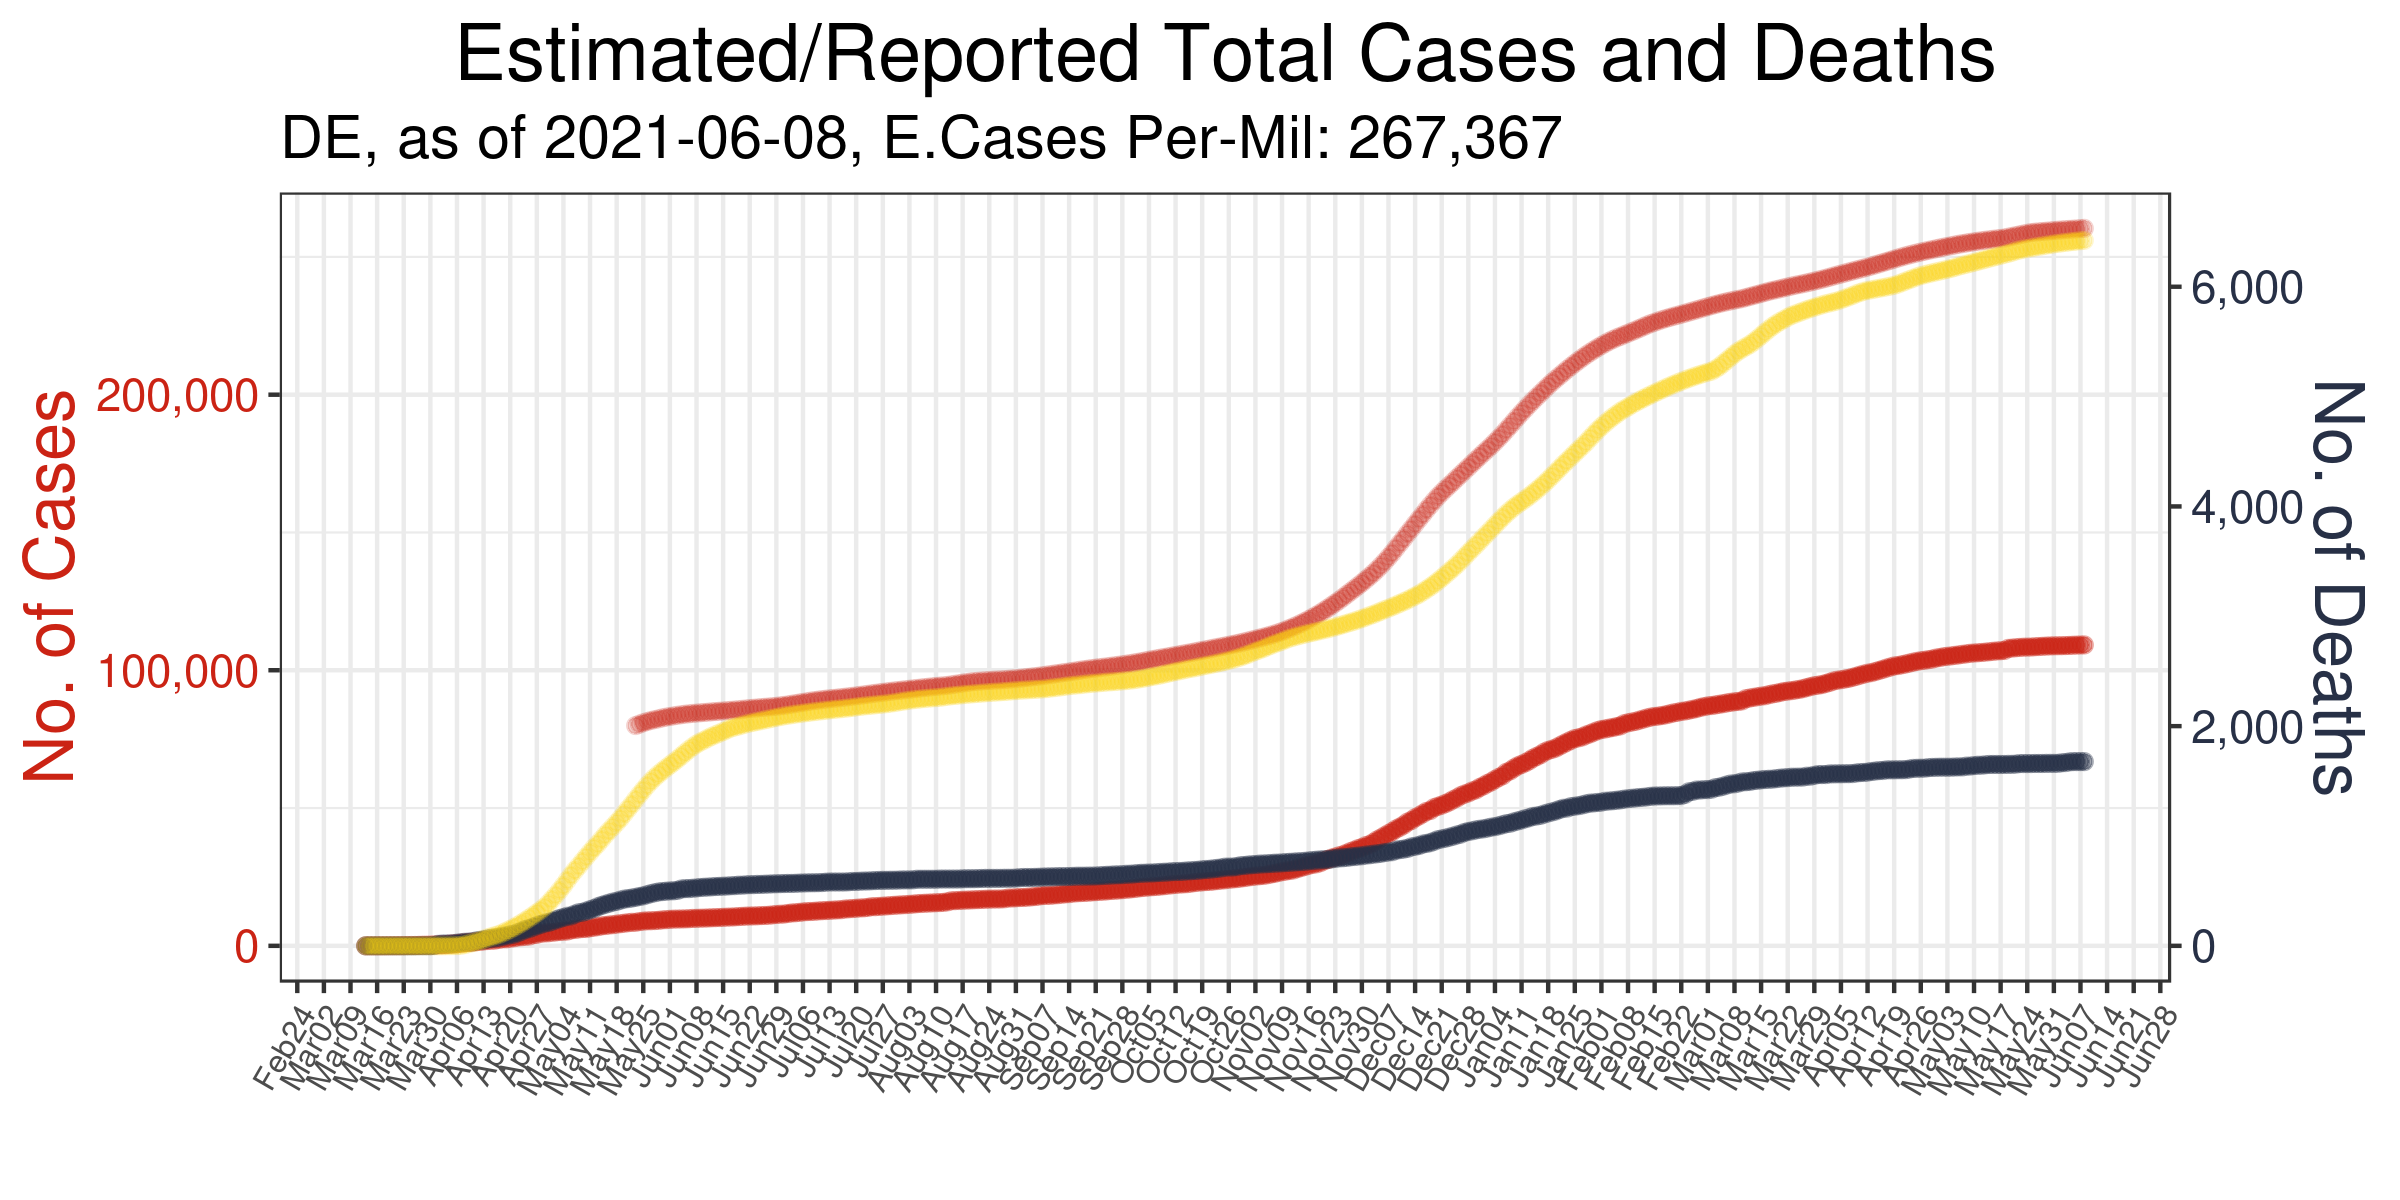 Estimated/Reported Total Cases and Deaths
DE, as of 2021-06-08, E.Cases Per-Mil: 267,367
No. of Cases
200,000
100,000
0
6,000
4,000
2,000
0
No. of Deaths
Feb24
Mar02
Mar09
Mar16
Mar23
Mar30
Apr06
Apr13
Apr20
Apr27
May04
May11
May18
May25
Jun01
Jun08
Jun15
Jun22
Jun29
Jul06
Jul13
Jul20
Jul27
Aug03
Aug10
Aug17
Aug24
Aug31
Sep07
Sep14
Sep21
Sep28
Oct05
Oct12
Oct19
Oct26
Nov02
Nov09
Nov16
Nov23
Nov30
Dec07
Dec14
Dec21
Dec28
Jan04
Jan11
Jan18
Jan25
Feb01
Feb08
Feb15
Feb22
Mar01
Mar08
Mar15
Mar22
Mar29
Apr05
Apr12
Apr19
Apr26
May03
May10
May17
May24
May31
Jun07
Jun14
Jun21
Jun28